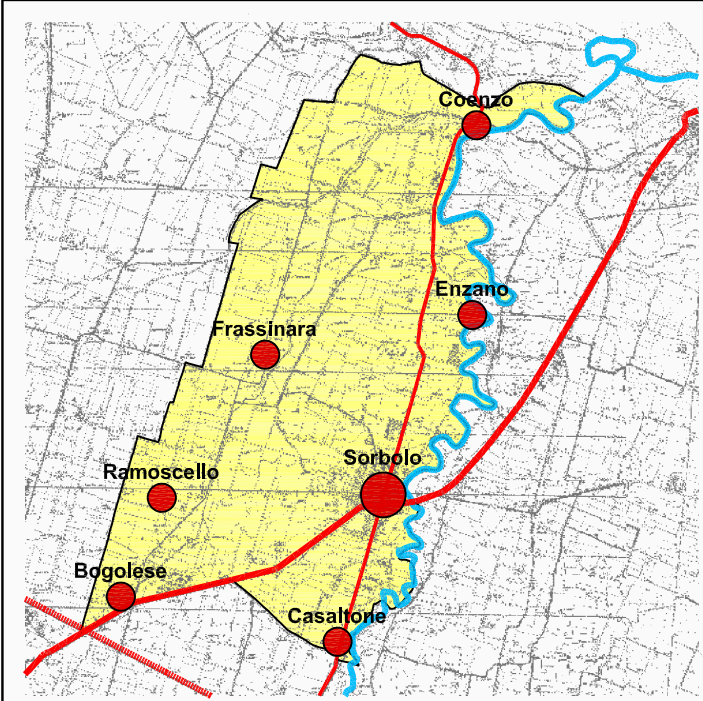 Coenzo
Enzano
Frassinara
Sorbolo
Ramoscello
Bogolese
Casaltone